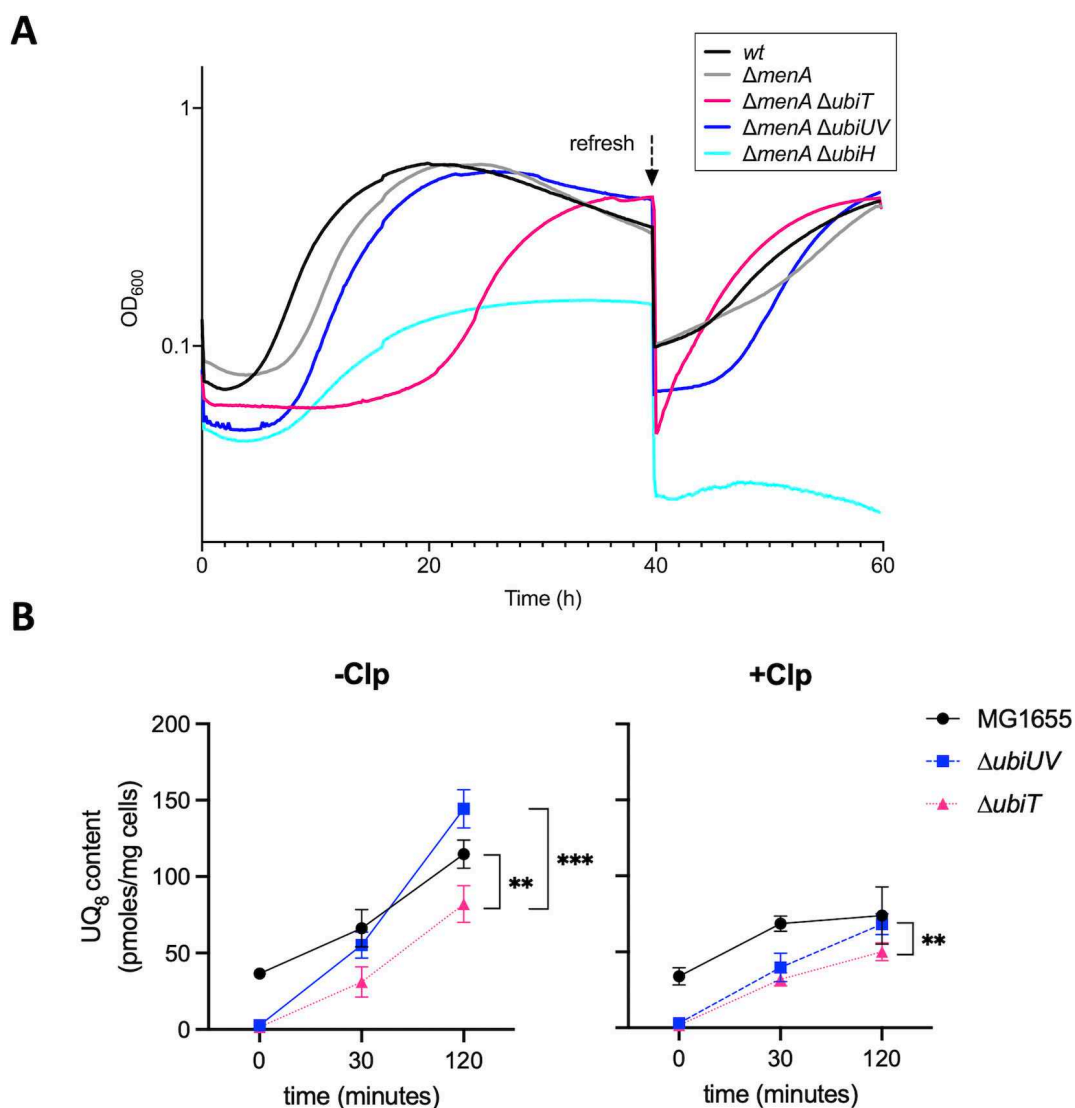 A
wt
ΔmenA
ΔmenA ΔubiT
ΔmenA ΔubiUV
ΔmenA ΔubiH
refresh
1
0.1
OD600
0
20
40
60
Time (h)
B
-Clp
+Clp
MG1655
ΔubiUV
ΔubiT
200
150
100
50
0
UQ8 content
(pmoles/mg cells)
**
***
**
0
30
120
0
30
120
time (minutes)
time (minutes)